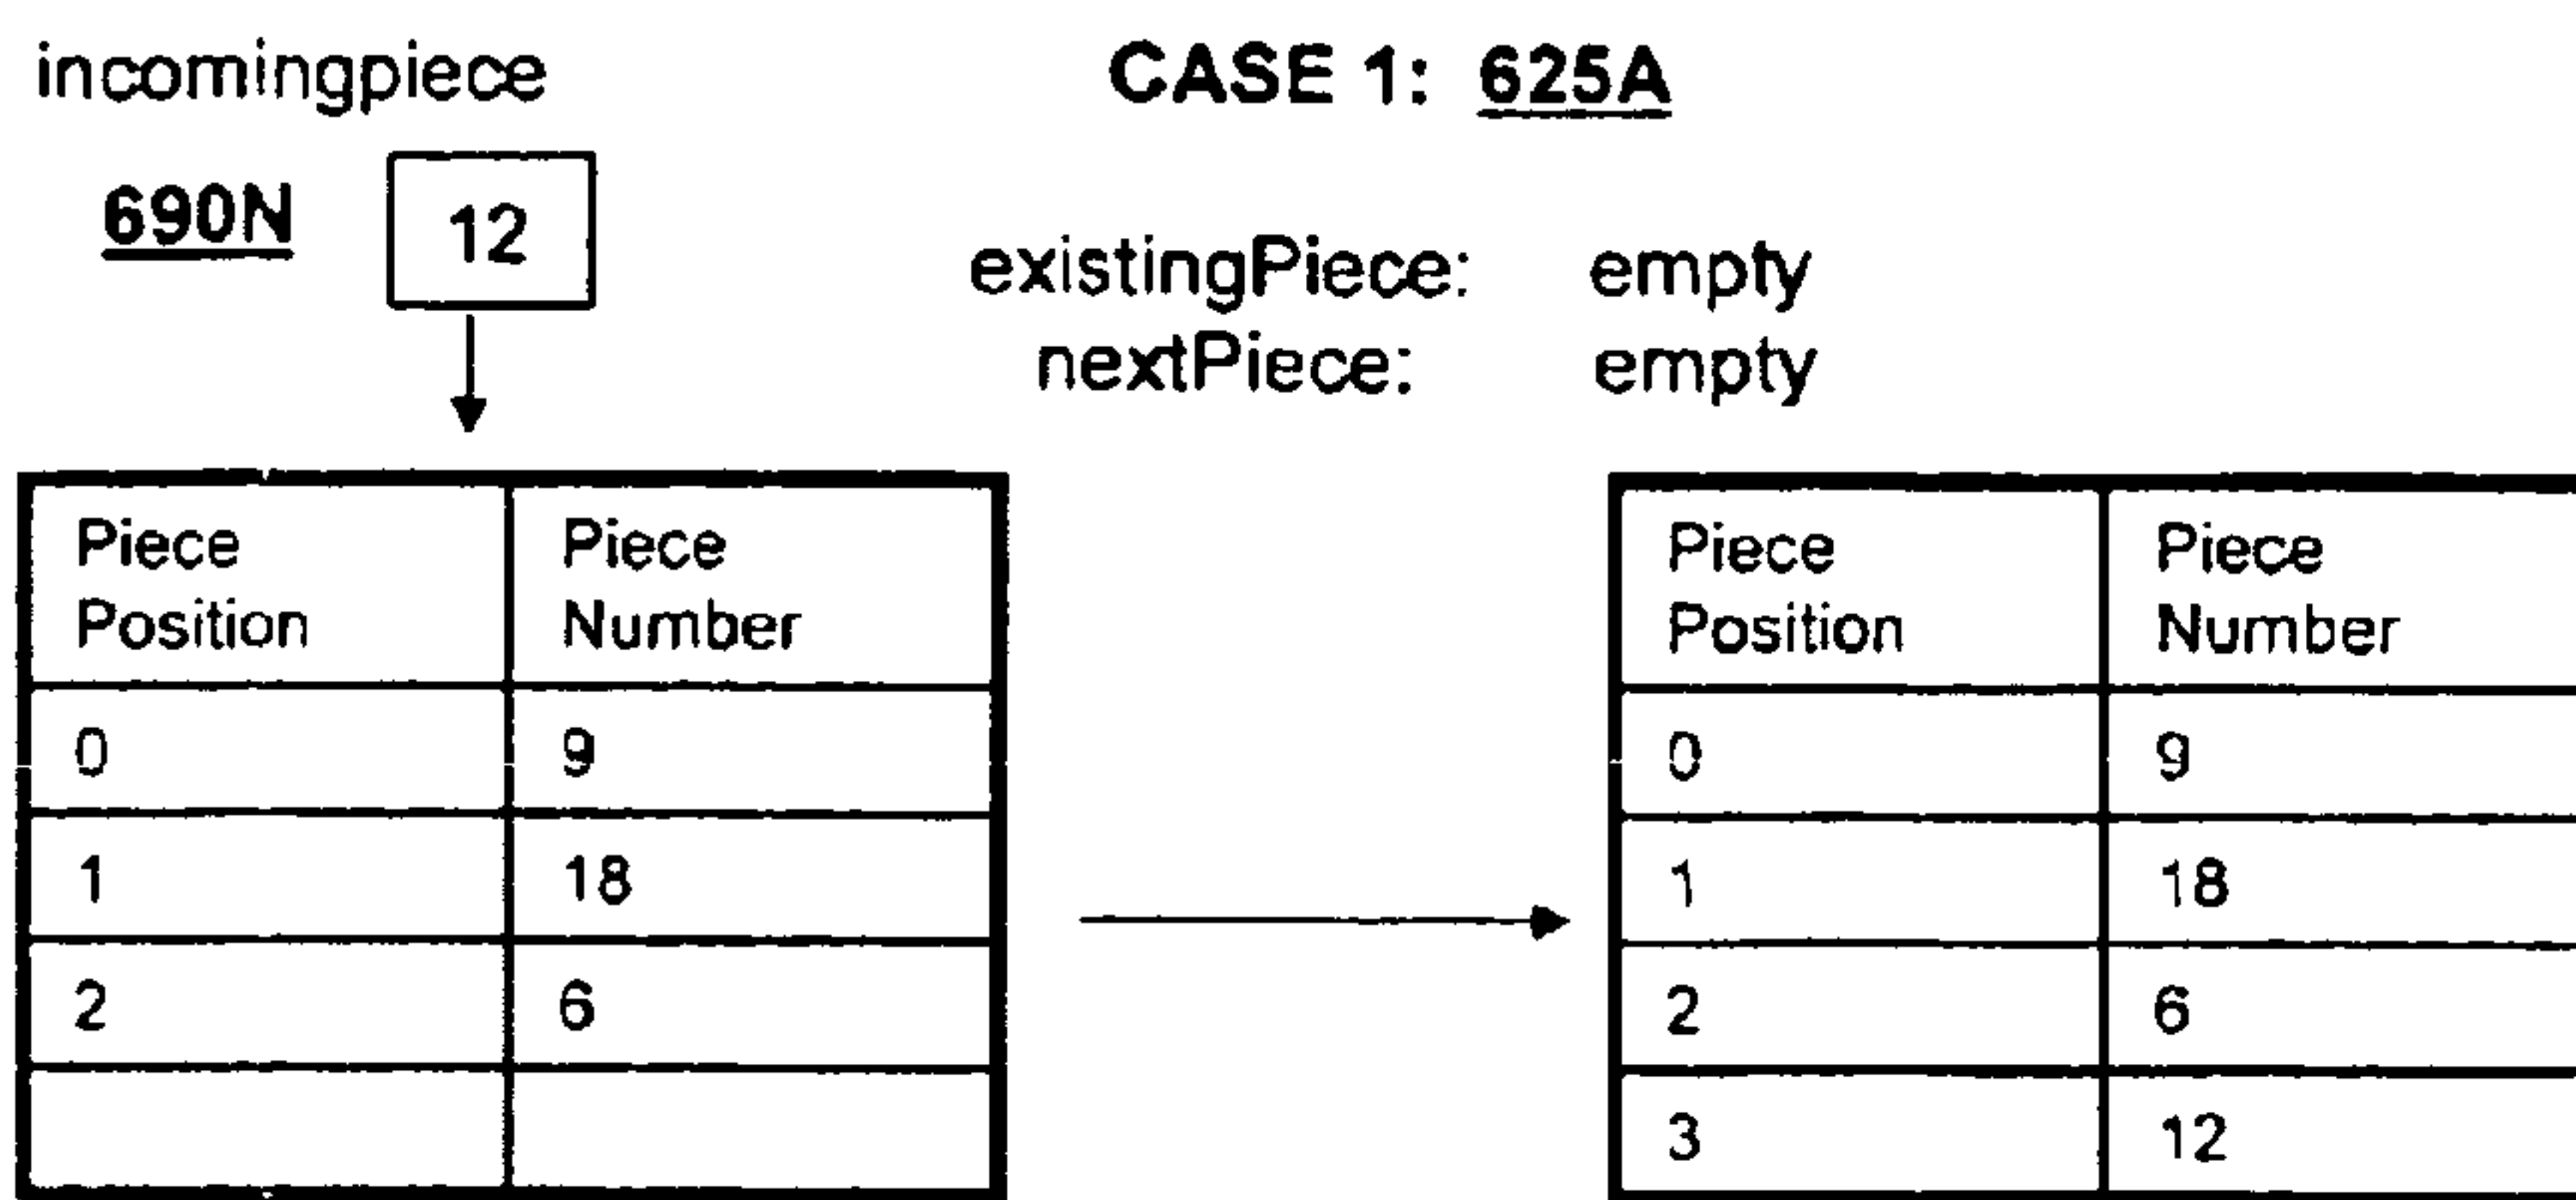 incomingpiece
CASE 1: 625A
690N
12
existingPiece: empty
nextPiece: empty
Piece Position Piece Number
0 9
1 18
2 6
Piece Position Piece Number
0 9
1 18
2 6
3 12